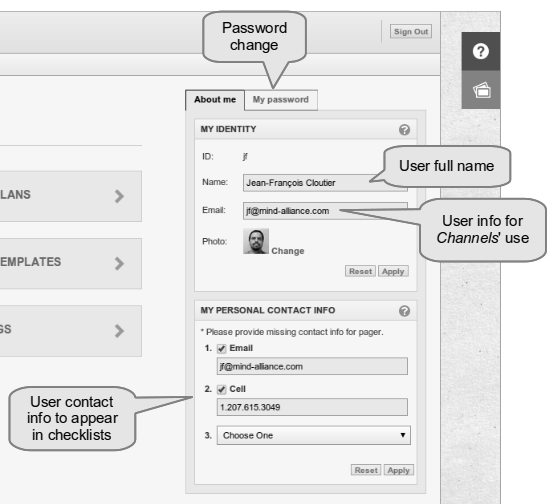 Password
change
Sign Out
?
About me
My password
MY IDENTITY
?
ID: jf
User full name
Name: Jean-François Cloutier
Email: jf@mind-alliance.com
User info for
Channels' use
Photo: Change
Reset Apply
LANS
EMPLATES
GS
MY PERSONAL CONTACT INFO
?
* Please provide missing contact info for pager.
1. Email
jf@mind-alliance.com
2. Cell
1.207.615.3049
User contact
info to appear
in checklists
3. Choose One
Reset Apply